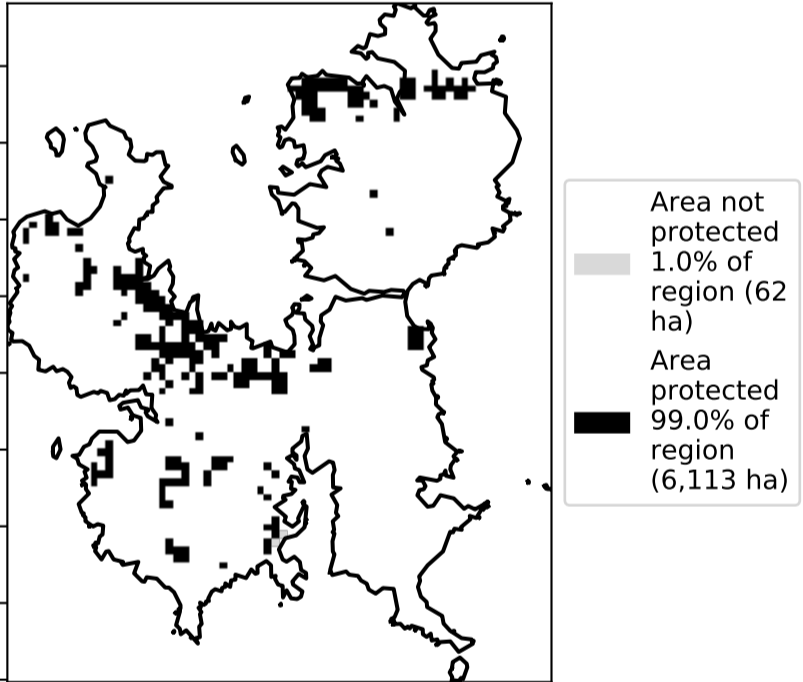 Area not
protected
1.0% of
region (62
ha)
Area
protected
99.0% of
region
(6,113 ha)